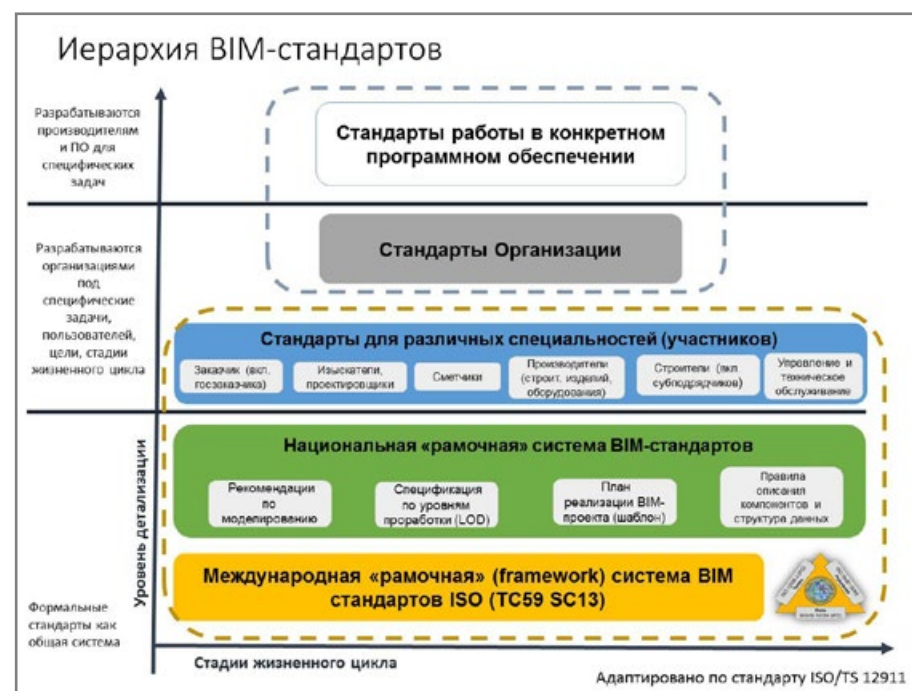 Иерархия BIM-стандартов
Разрабатываются
производителям
и ПО для
специфических
задач
Стандарты работы в конкретном
программном обеспечении
Разрабатываются
организациями
под
специфические
задачи,
пользователей,
цели, стадии
жизненного цикла
Стандарты Организации
Стандарты для различных специальностей (участников)
Заказчик (вкл.
госзаказчика)
Изыскатели,
проектировщики
Сметчики
Производители
(строит. изделий,
оборудования)
Строители (вкл.
субподрядчиков)
Управление и
техническое
обслуживание
Национальная «рамочная» система BIM-стандартов
Рекомендации
по
моделированию
Спецификация
по уровням
проработки (LOD)
План
реализации BIM-
проекта (шаблон)
Правила
описания
компонентов и
структура данных
Уровень детализации
Международная «рамочная» (framework) система BIM
стандартов ISO (TC59 SC13)
Формальные
стандарты как
общая система
Стадии жизненного цикла
Адаптировано по стандарту ISO/TS 12911